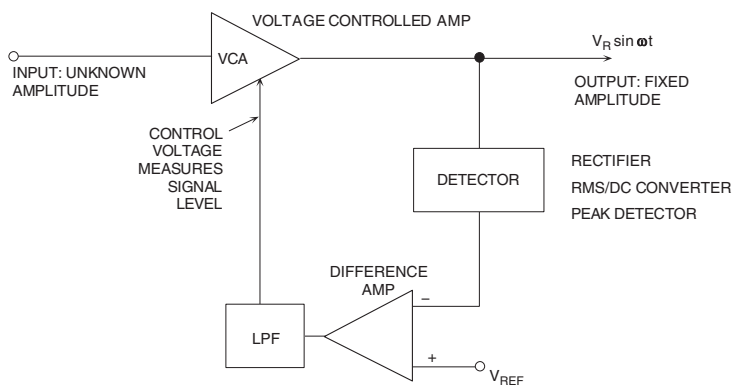 VOLTAGE CONTROLLED AMP
V_R sin ωt
VCA
INPUT: UNKNOWN
AMPLITUDE
OUTPUT: FIXED
AMPLITUDE
CONTROL
VOLTAGE
MEASURES
SIGNAL
LEVEL
DETECTOR
RECTIFIER
RMS/DC CONVERTER
PEAK DETECTOR
DIFFERENCE
AMP
–
LPF
+
V_REF